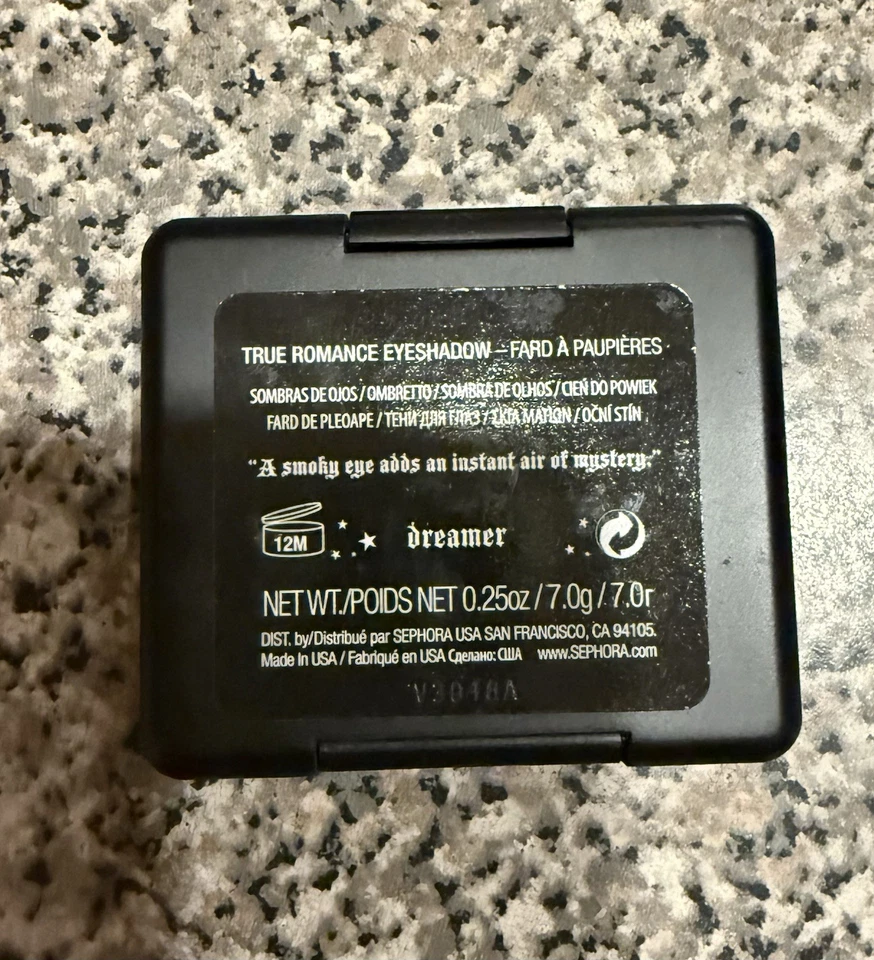 TRUE ROMANCE EYESHADOW – FARD À PAUPIÈRES
SOMBRAS DE OJOS / OMBRETTO / SOMBRA DE OLHOS / CIEŃ DO POWIEK
FARD DE PLEOAPE / ТЕНИ ДЛЯ ГЛАЗ / ΣΚΙΑ ΜΑΤΙΩΝ / OČNÍ STÍN
“A smoky eye adds an instant air of mystery.”
12M dreamer
NET WT./POIDS NET 0.25oz / 7.0g / 7.0г
DIST. by/Distribué par SEPHORA USA SAN FRANCISCO, CA 94105.
Made In USA / Fabriqué en USA Сделано: США www.SEPHORA.com
V3048A